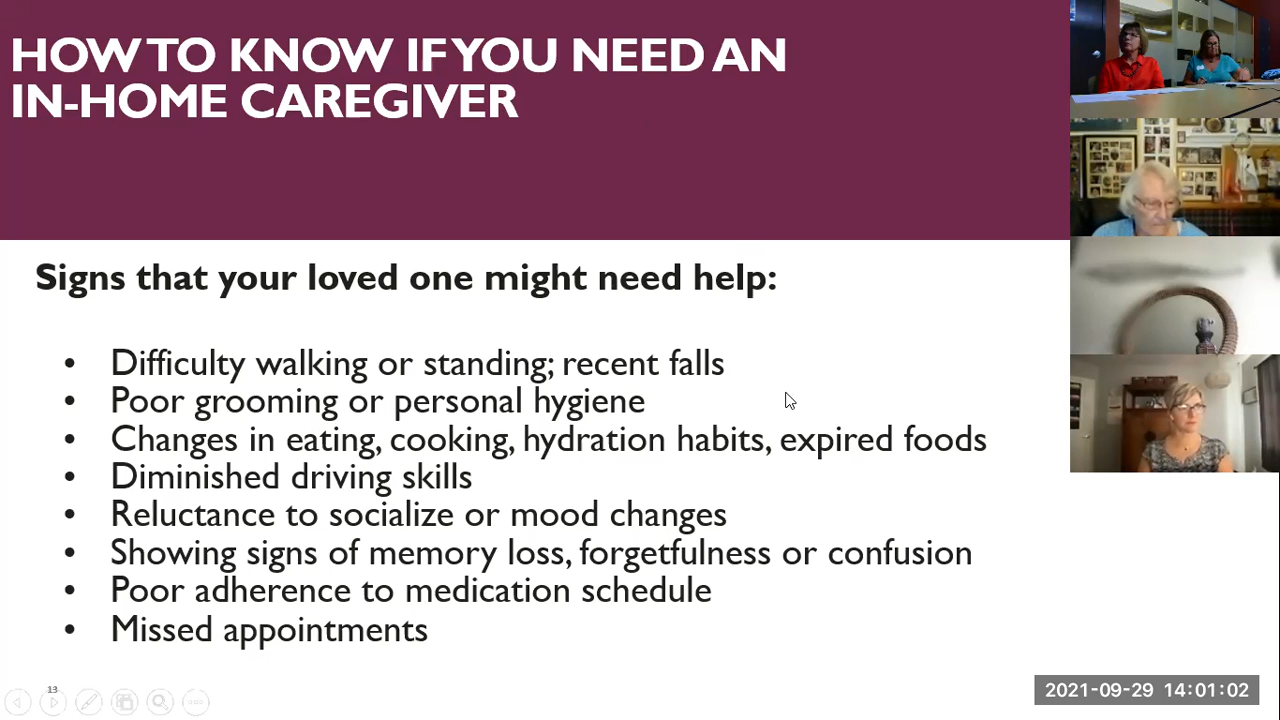 HOW TO KNOW IF YOU NEED AN
IN-HOME CAREGIVER
Signs that your loved one might need help:
• Difficulty walking or standing; recent falls
• Poor grooming or personal hygiene
• Changes in eating, cooking, hydration habits, expired foods
• Diminished driving skills
• Reluctance to socialize or mood changes
• Showing signs of memory loss, forgetfulness or confusion
• Poor adherence to medication schedule
• Missed appointments
13
2021-09-29 14:01:02